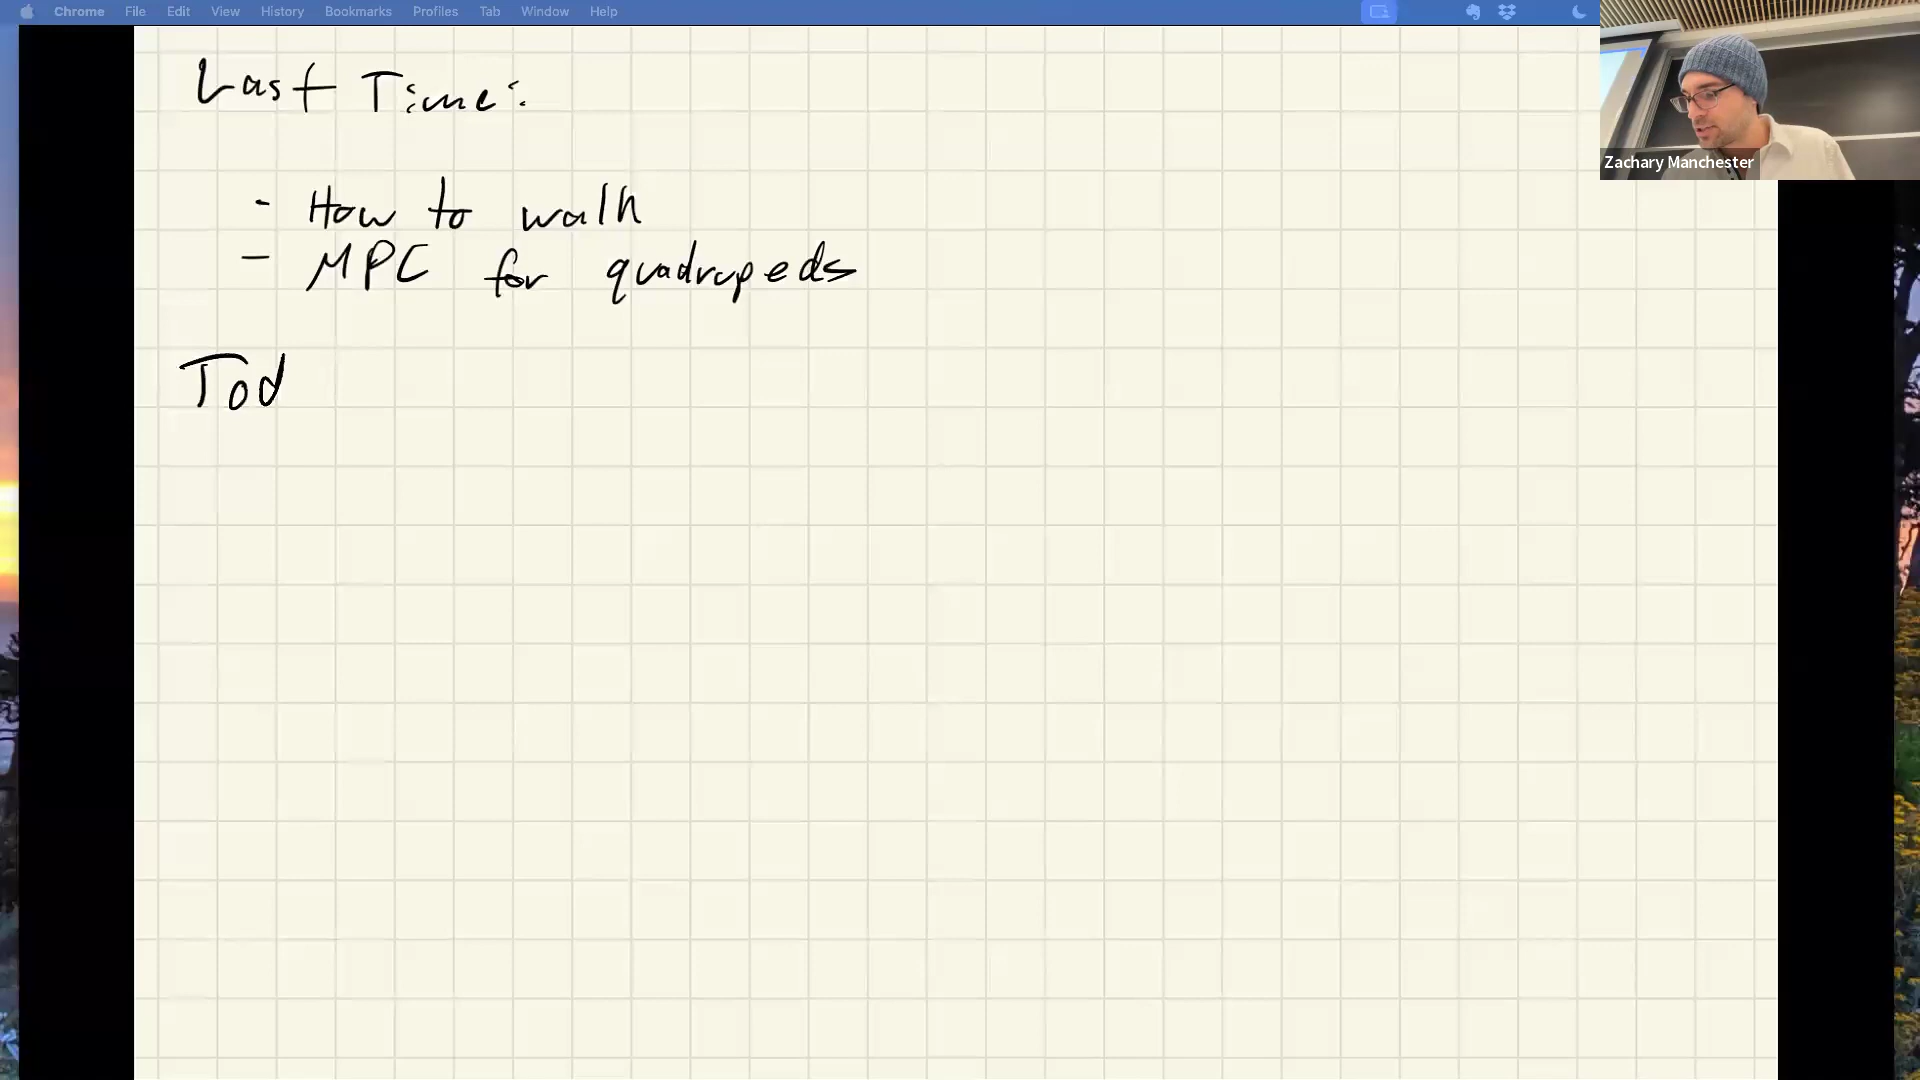 Chrome File Edit View History Bookmarks Profiles Tab Window Help
Last Time:
Zachary Manchester
- How to walk
- MPC for quadrupeds
Tod